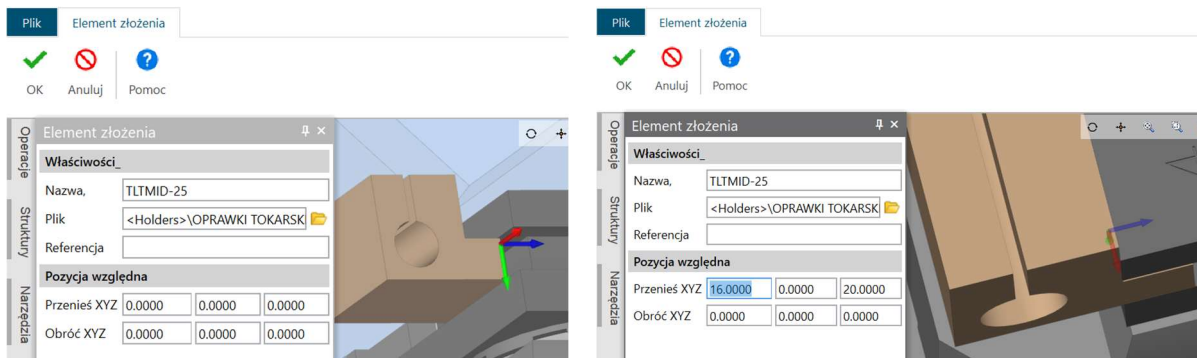 Plik Element złożenia
OK Anuluj Pomoc
Operacje
Struktury
Narzędzia
Element złożenia
Właściwości_
Nazwa, TLTMID-25
Plik <Holders>\OPRAWKI TOKARSK
Referencja
Pozycja względna
Przenieś XYZ 0.0000 0.0000 0.0000
Obróć XYZ 0.0000 0.0000 0.0000
Plik Element złożenia
OK Anuluj Pomoc
Operacje
Struktury
Narzędzia
Element złożenia
Właściwości_
Nazwa, TLTMID-25
Plik <Holders>\OPRAWKI TOKARSK
Referencja
Pozycja względna
Przenieś XYZ 16.0000 0.0000 20.0000
Obróć XYZ 0.0000 0.0000 0.0000